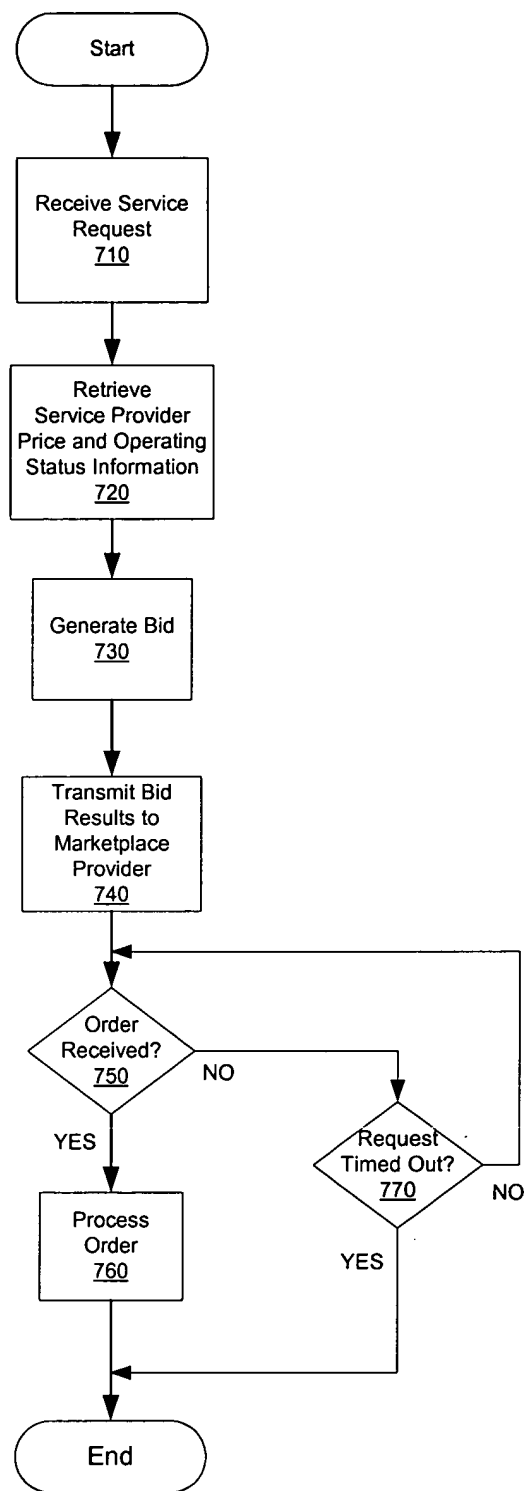 Start
Receive Service
Request
710
Retrieve
Service Provider
Price and Operating
Status Information
720
Generate Bid
730
Transmit Bid
Results to
Marketplace
Provider
740
Order
Received?
750
NO
YES
Request
Timed Out?
770
NO
YES
Process
Order
760
End